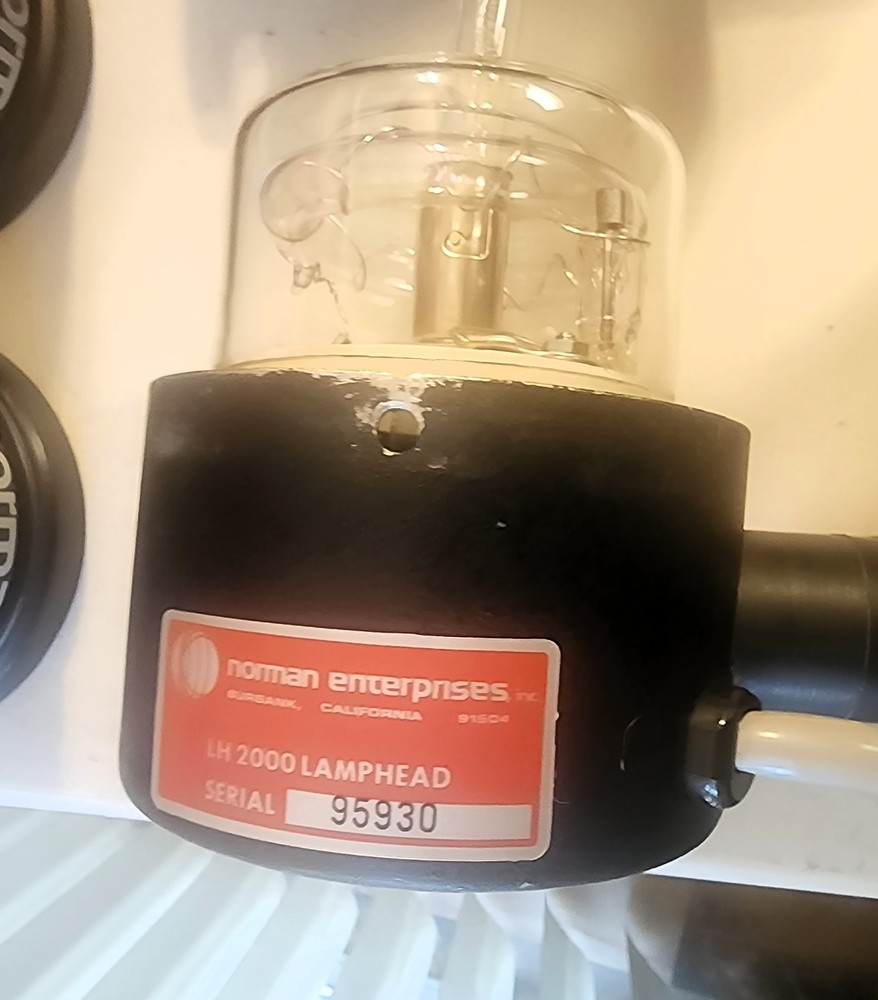 norman enterprises, inc.
BURBANK, CALIFORNIA 91504
LH 2000 LAMPHEAD
SERIAL 95930